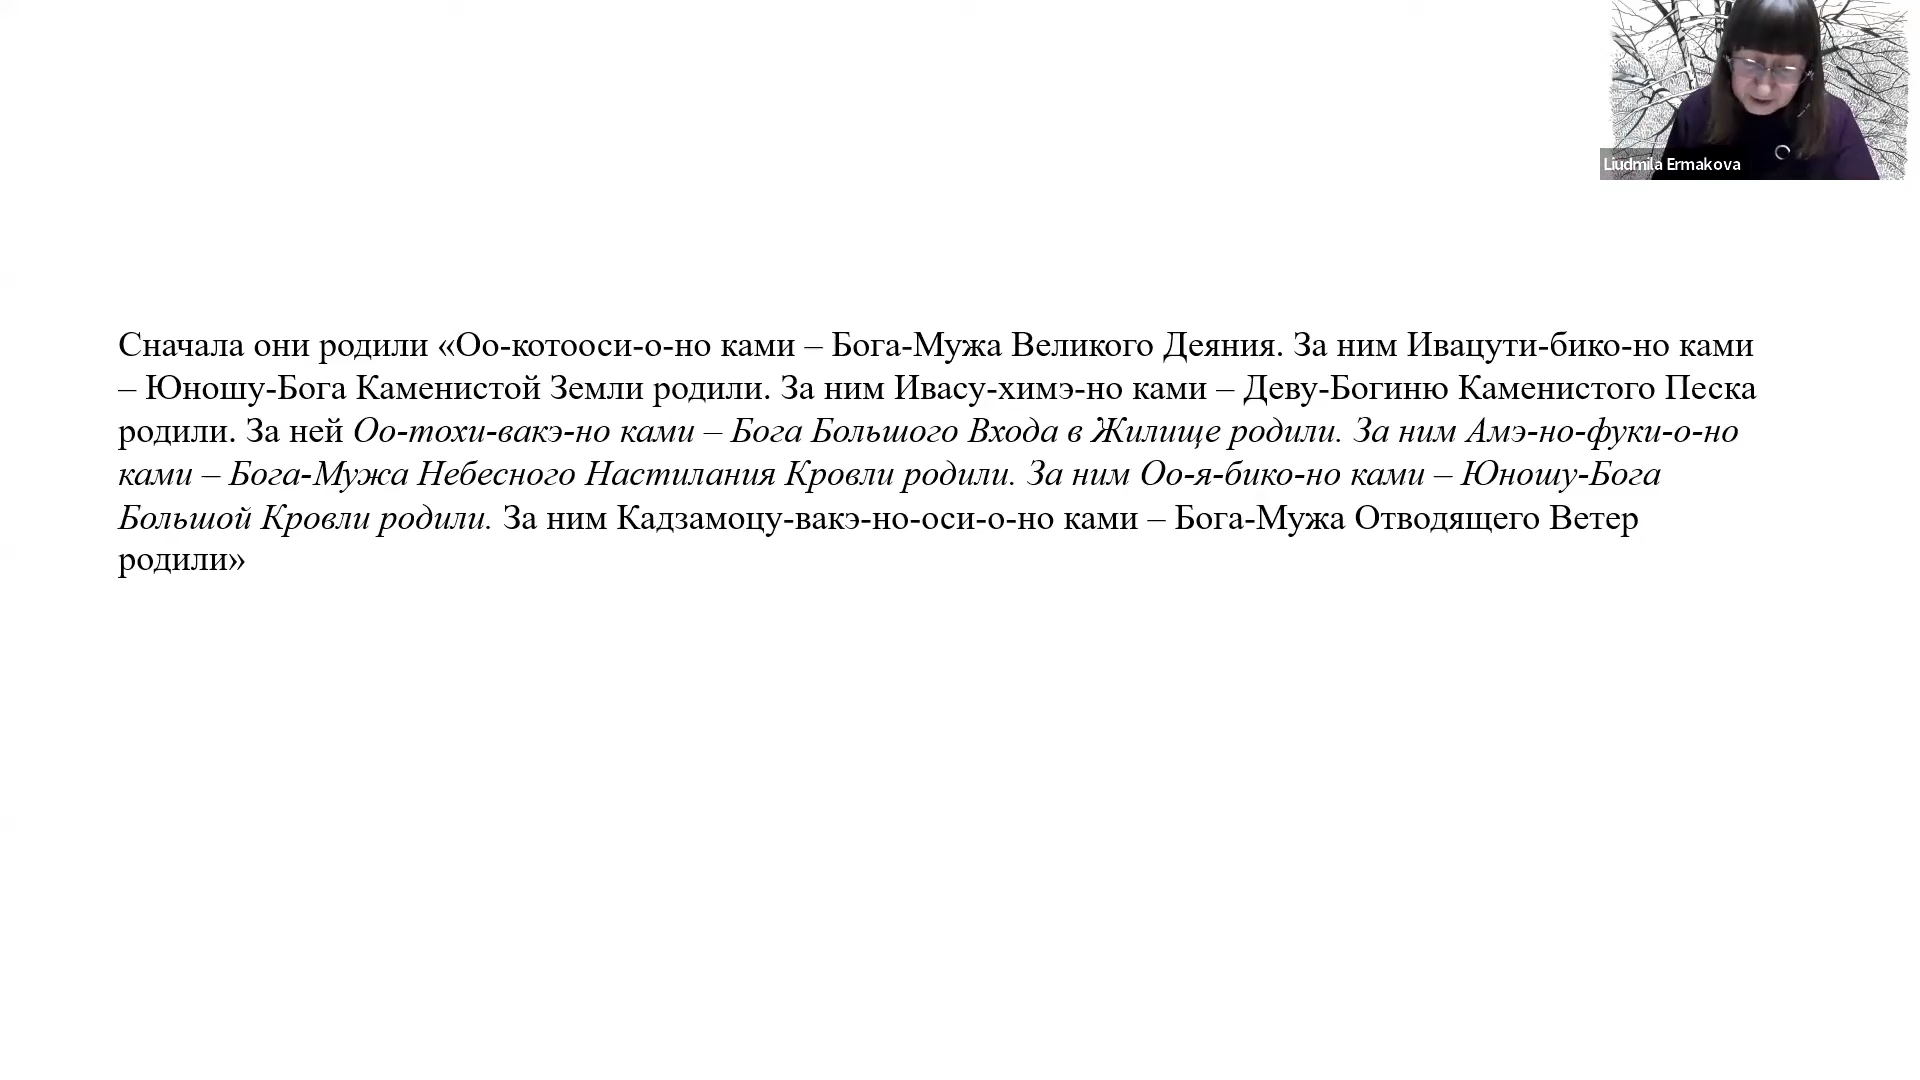 Liudmila Ermakova
Сначала они родили «Оо-котооси-о-но ками – Бога-Мужа Великого Деяния. За ним Ивацути-бико-но ками
– Юношу-Бога Каменистой Земли родили. За ним Ивасу-химэ-но ками – Деву-Богиню Каменистого Песка
родили. За ней Оо-тохи-вакэ-но ками – Бога Большого Входа в Жилище родили. За ним Амэ-но-фуки-о-но
ками – Бога-Мужа Небесного Настилания Кровли родили. За ним Оо-я-бико-но ками – Юношу-Бога
Большой Кровли родили. За ним Кадзамоцу-вакэ-но-оси-о-но ками – Бога-Мужа Отводящего Ветер
родили»